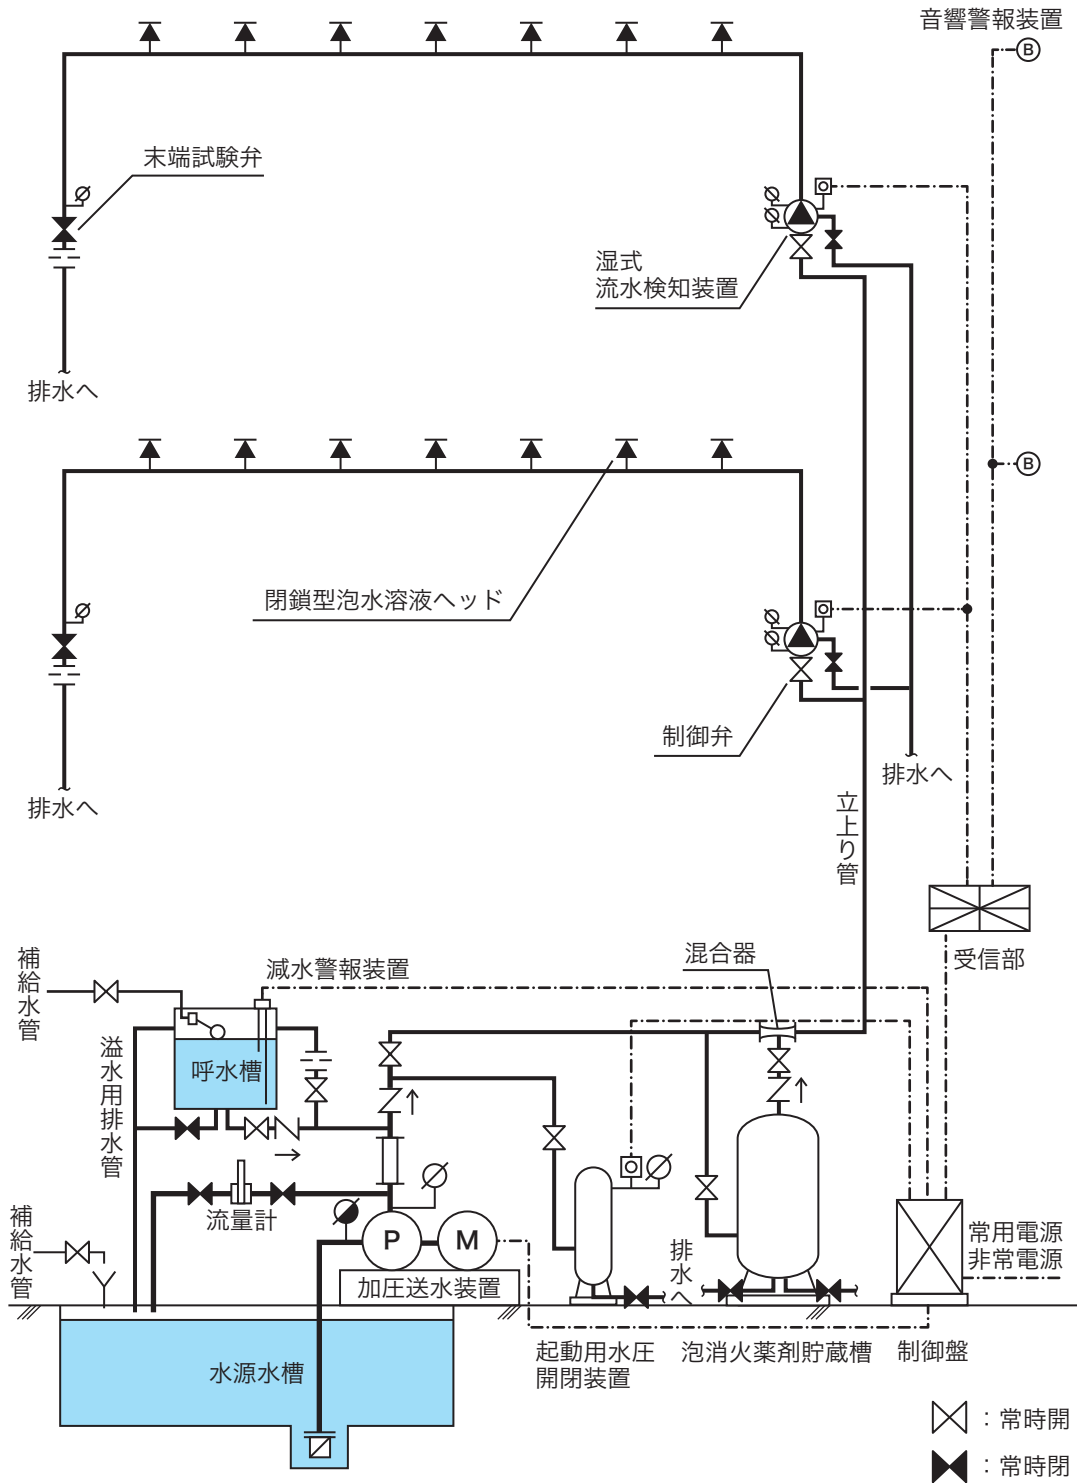 音響警報装置
B
末端試験弁
湿式
流水検知装置
排水へ
B
閉鎖型泡水溶液ヘッド
制御弁
排水へ
排水へ
立上り管
受信部
混合器
減水警報装置
補給水管
呼水槽
溢水用排水管
流量計
補給水管
P
M
加圧送水装置
排水へ
常用電源
非常電源
起動用水圧
開閉装置
泡消火薬剤貯蔵槽
制御盤
水源水槽
：常時開
：常時閉